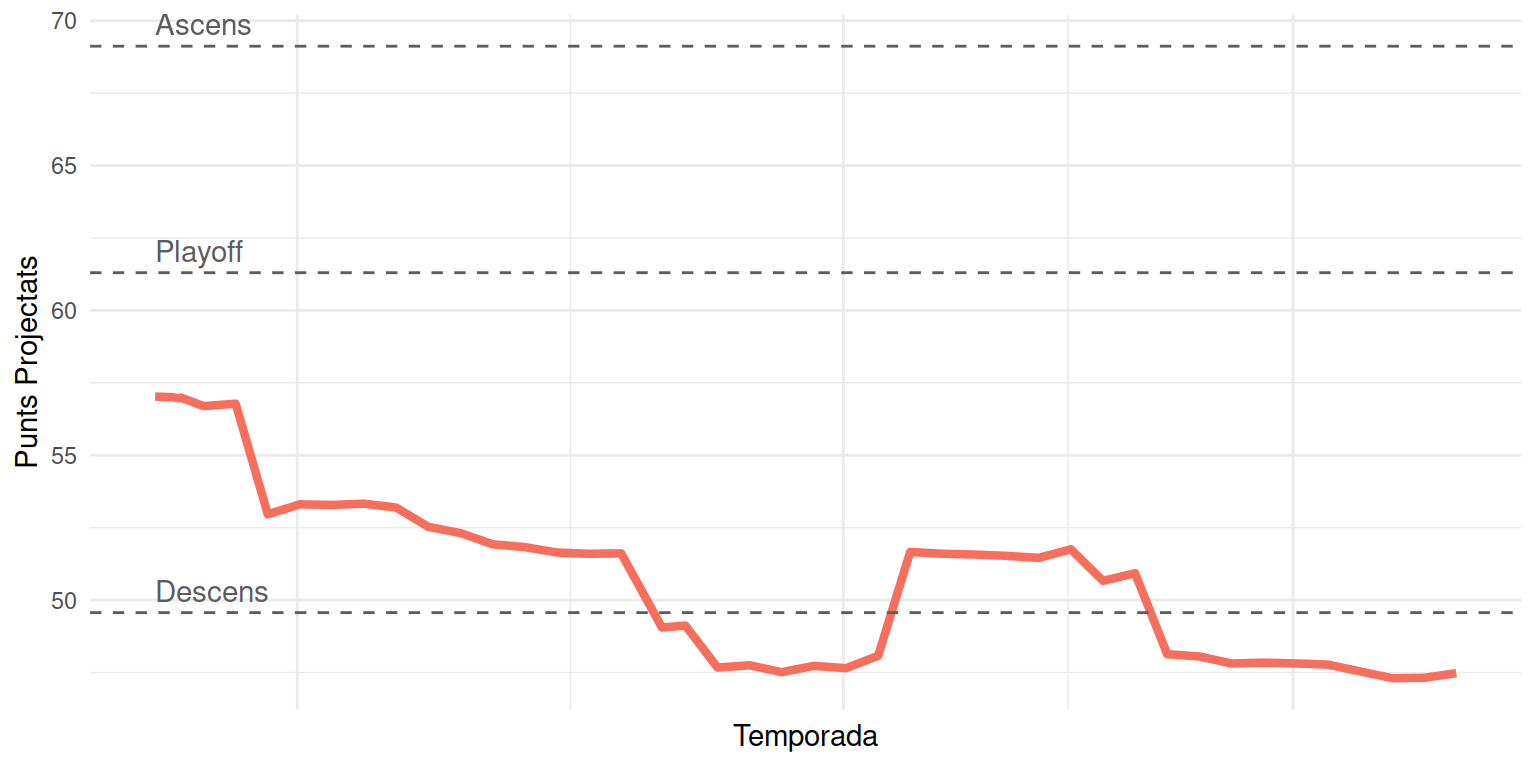 70
Ascens
65
Playoff
60
Punts Projectats
55
Descens
50
Temporada